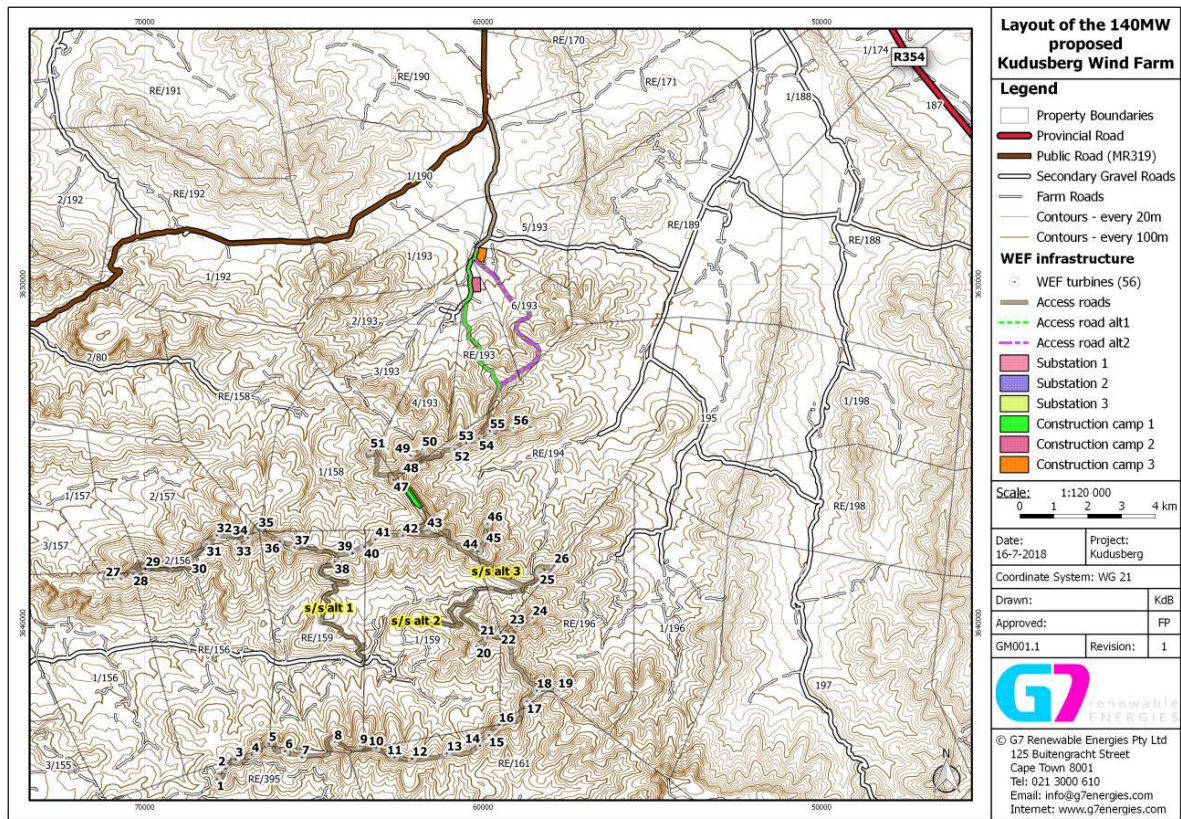 70000
60000
50000
RE/170
1/174
R354
RE/190
RE/171
RE/191
1/188
187
1/190
RE/192
2/192
5/193
RE/189
RE/188
1/193
1/192
3630000
3630000
6/193
2/193
RE/193
2/80
3/193
RE/158
4/193
195
1/198
56
55
53
54
52
50
49
51
48
47
RE/194
1/158
1/157
2/157
RE/198
46
45
44
43
42
41
35
34
32
33
31
36
37
39
40
38
3/157
2/156
29
27
28
30
26
25
s/s alt 3
s/s alt 1
s/s alt 2
24
23
RE/196
1/196
3640000
3640000
21
22
20
1/159
RE/159
RE/156
1/156
197
18
19
17
16
14
15
13
12
11
10
9
8
7
6
5
4
3
2
1
RE/161
RE/395
3/155
N
70000
60000
50000
Layout of the 140MW
proposed
Kudusberg Wind Farm
Legend
Property Boundaries
Provincial Road
Public Road (MR319)
Secondary Gravel Roads
Farm Roads
Contours - every 20m
Contours - every 100m
WEF infrastructure
WEF turbines (56)
Access roads
Access road alt1
Access road alt2
Substation 1
Substation 2
Substation 3
Construction camp 1
Construction camp 2
Construction camp 3
Scale: 1:120 000
0 1 2 3 4 km
Date: Project:
16-7-2018 Kudusberg
Coordinate System: WG 21
Drawn: KdB
Approved: FP
GM001.1 Revision: 1
G7 renewable
ENERGIES
© G7 Renewable Energies Pty Ltd
125 Buitengracht Street
Cape Town 8001
Tel: 021 3000 610
Email: info@g7energies.com
Internet: www.g7energies.com